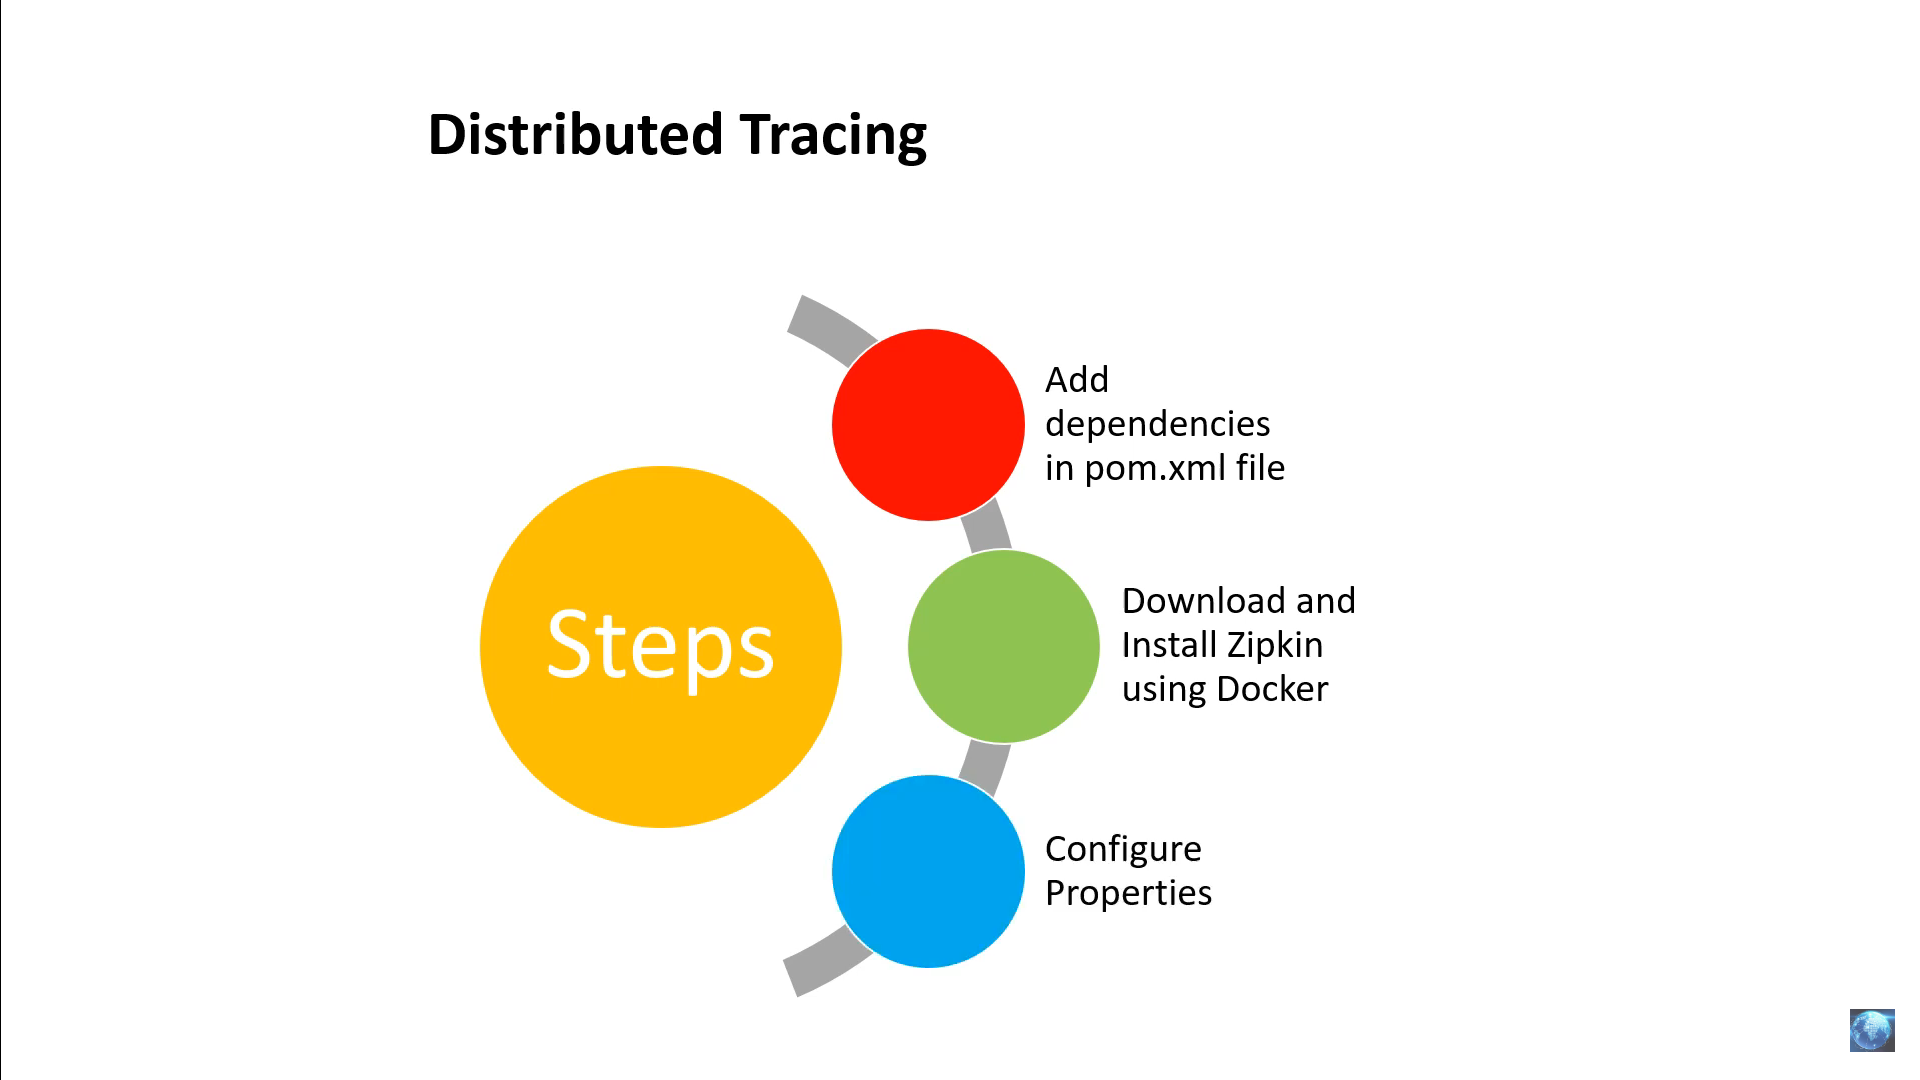 Distributed Tracing
Add
dependencies
in pom.xml file
Steps
Download and
Install Zipkin
using Docker
Configure
Properties